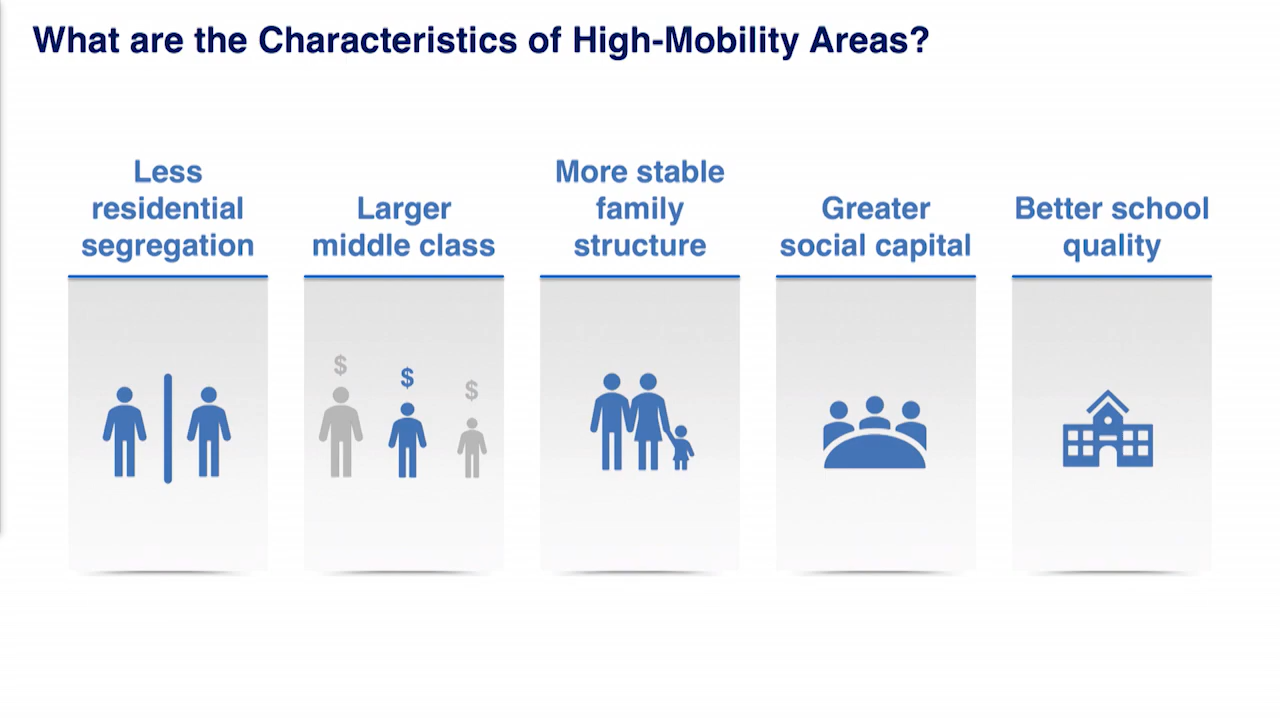 What are the Characteristics of High-Mobility Areas?
Less
residential
segregation
Larger
middle class
More stable
family
structure
Greater
social capital
Better school
quality
$
$
$